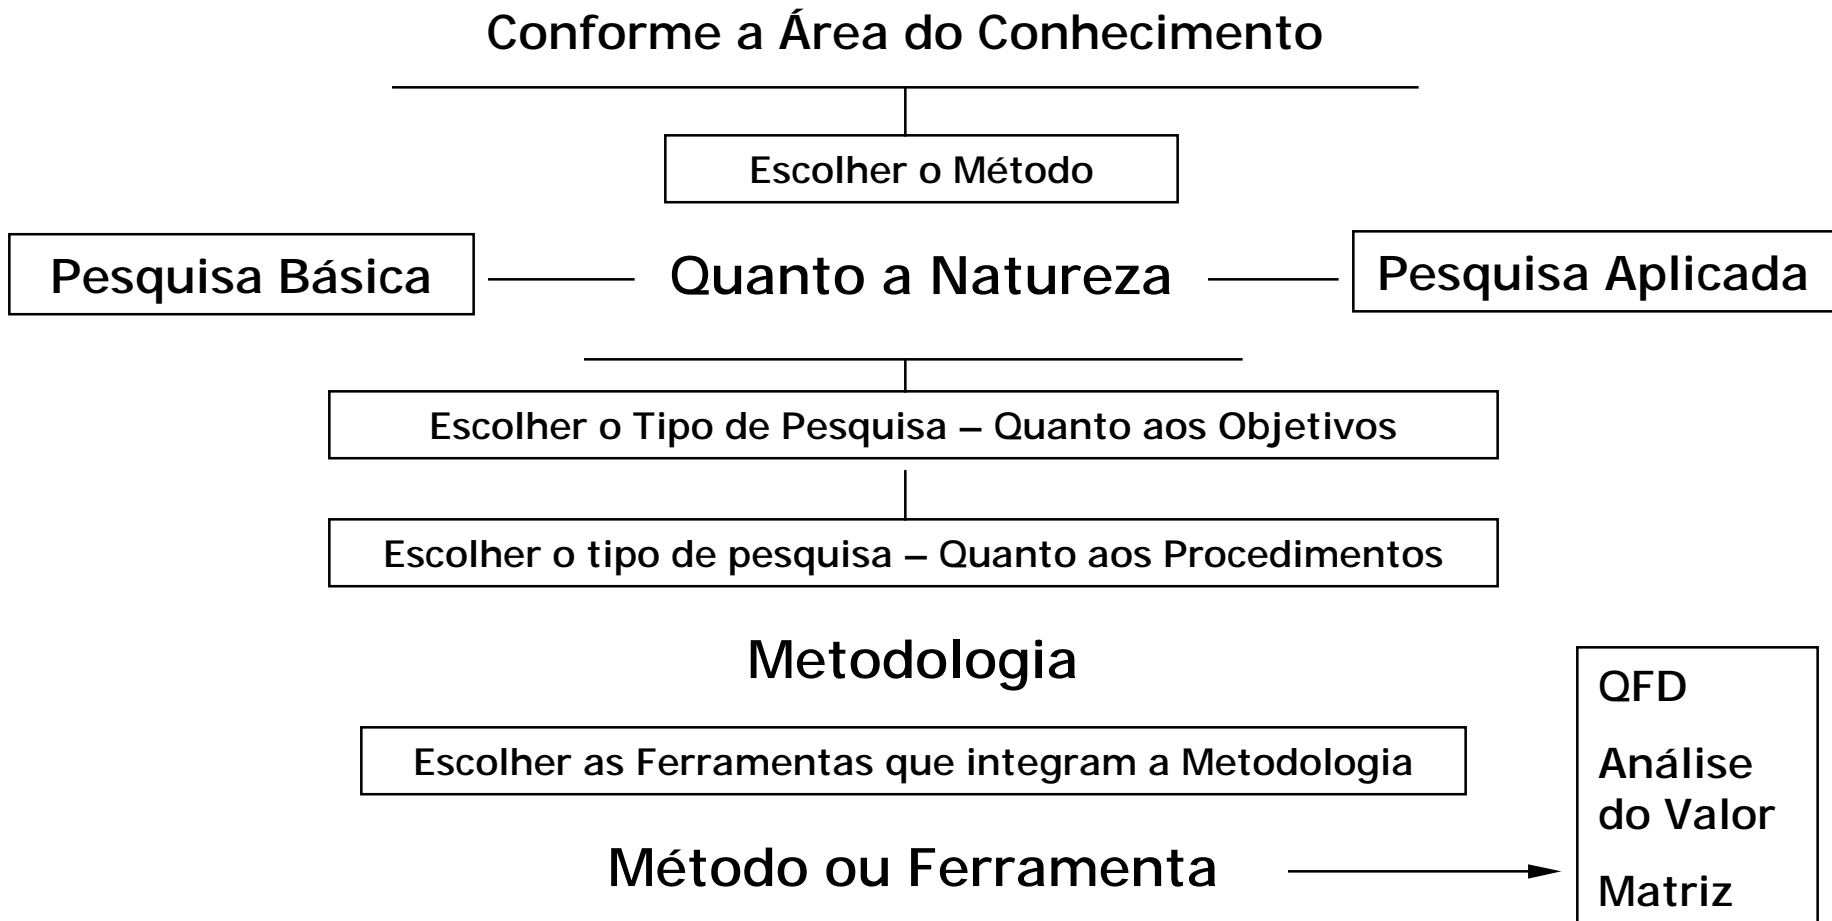 Conforme a Área do Conhecimento
Escolher o Método
Pesquisa Básica
Quanto a Natureza
Pesquisa Aplicada
Escolher o Tipo de Pesquisa – Quanto aos Objetivos
Escolher o tipo de pesquisa – Quanto aos Procedimentos
Metodologia
Escolher as Ferramentas que integram a Metodologia
Método ou Ferramenta
QFD
Análise
do Valor
Matriz